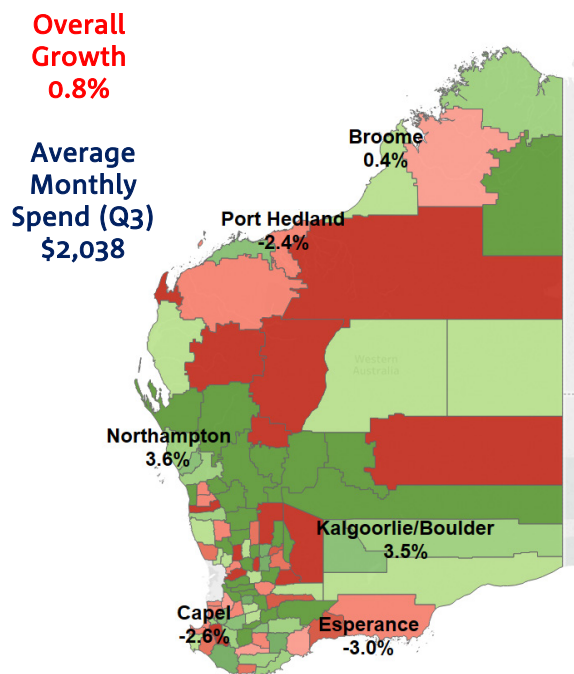 Overall
Growth
0.8%
Average
Monthly
Spend (Q3)
$2,038
Broome
0.4%
Port Hedland
-2.4%
Western
Australia
Northampton
3.6%
Kalgoorlie/Boulder
3.5%
Capel
-2.6%
Esperance
-3.0%